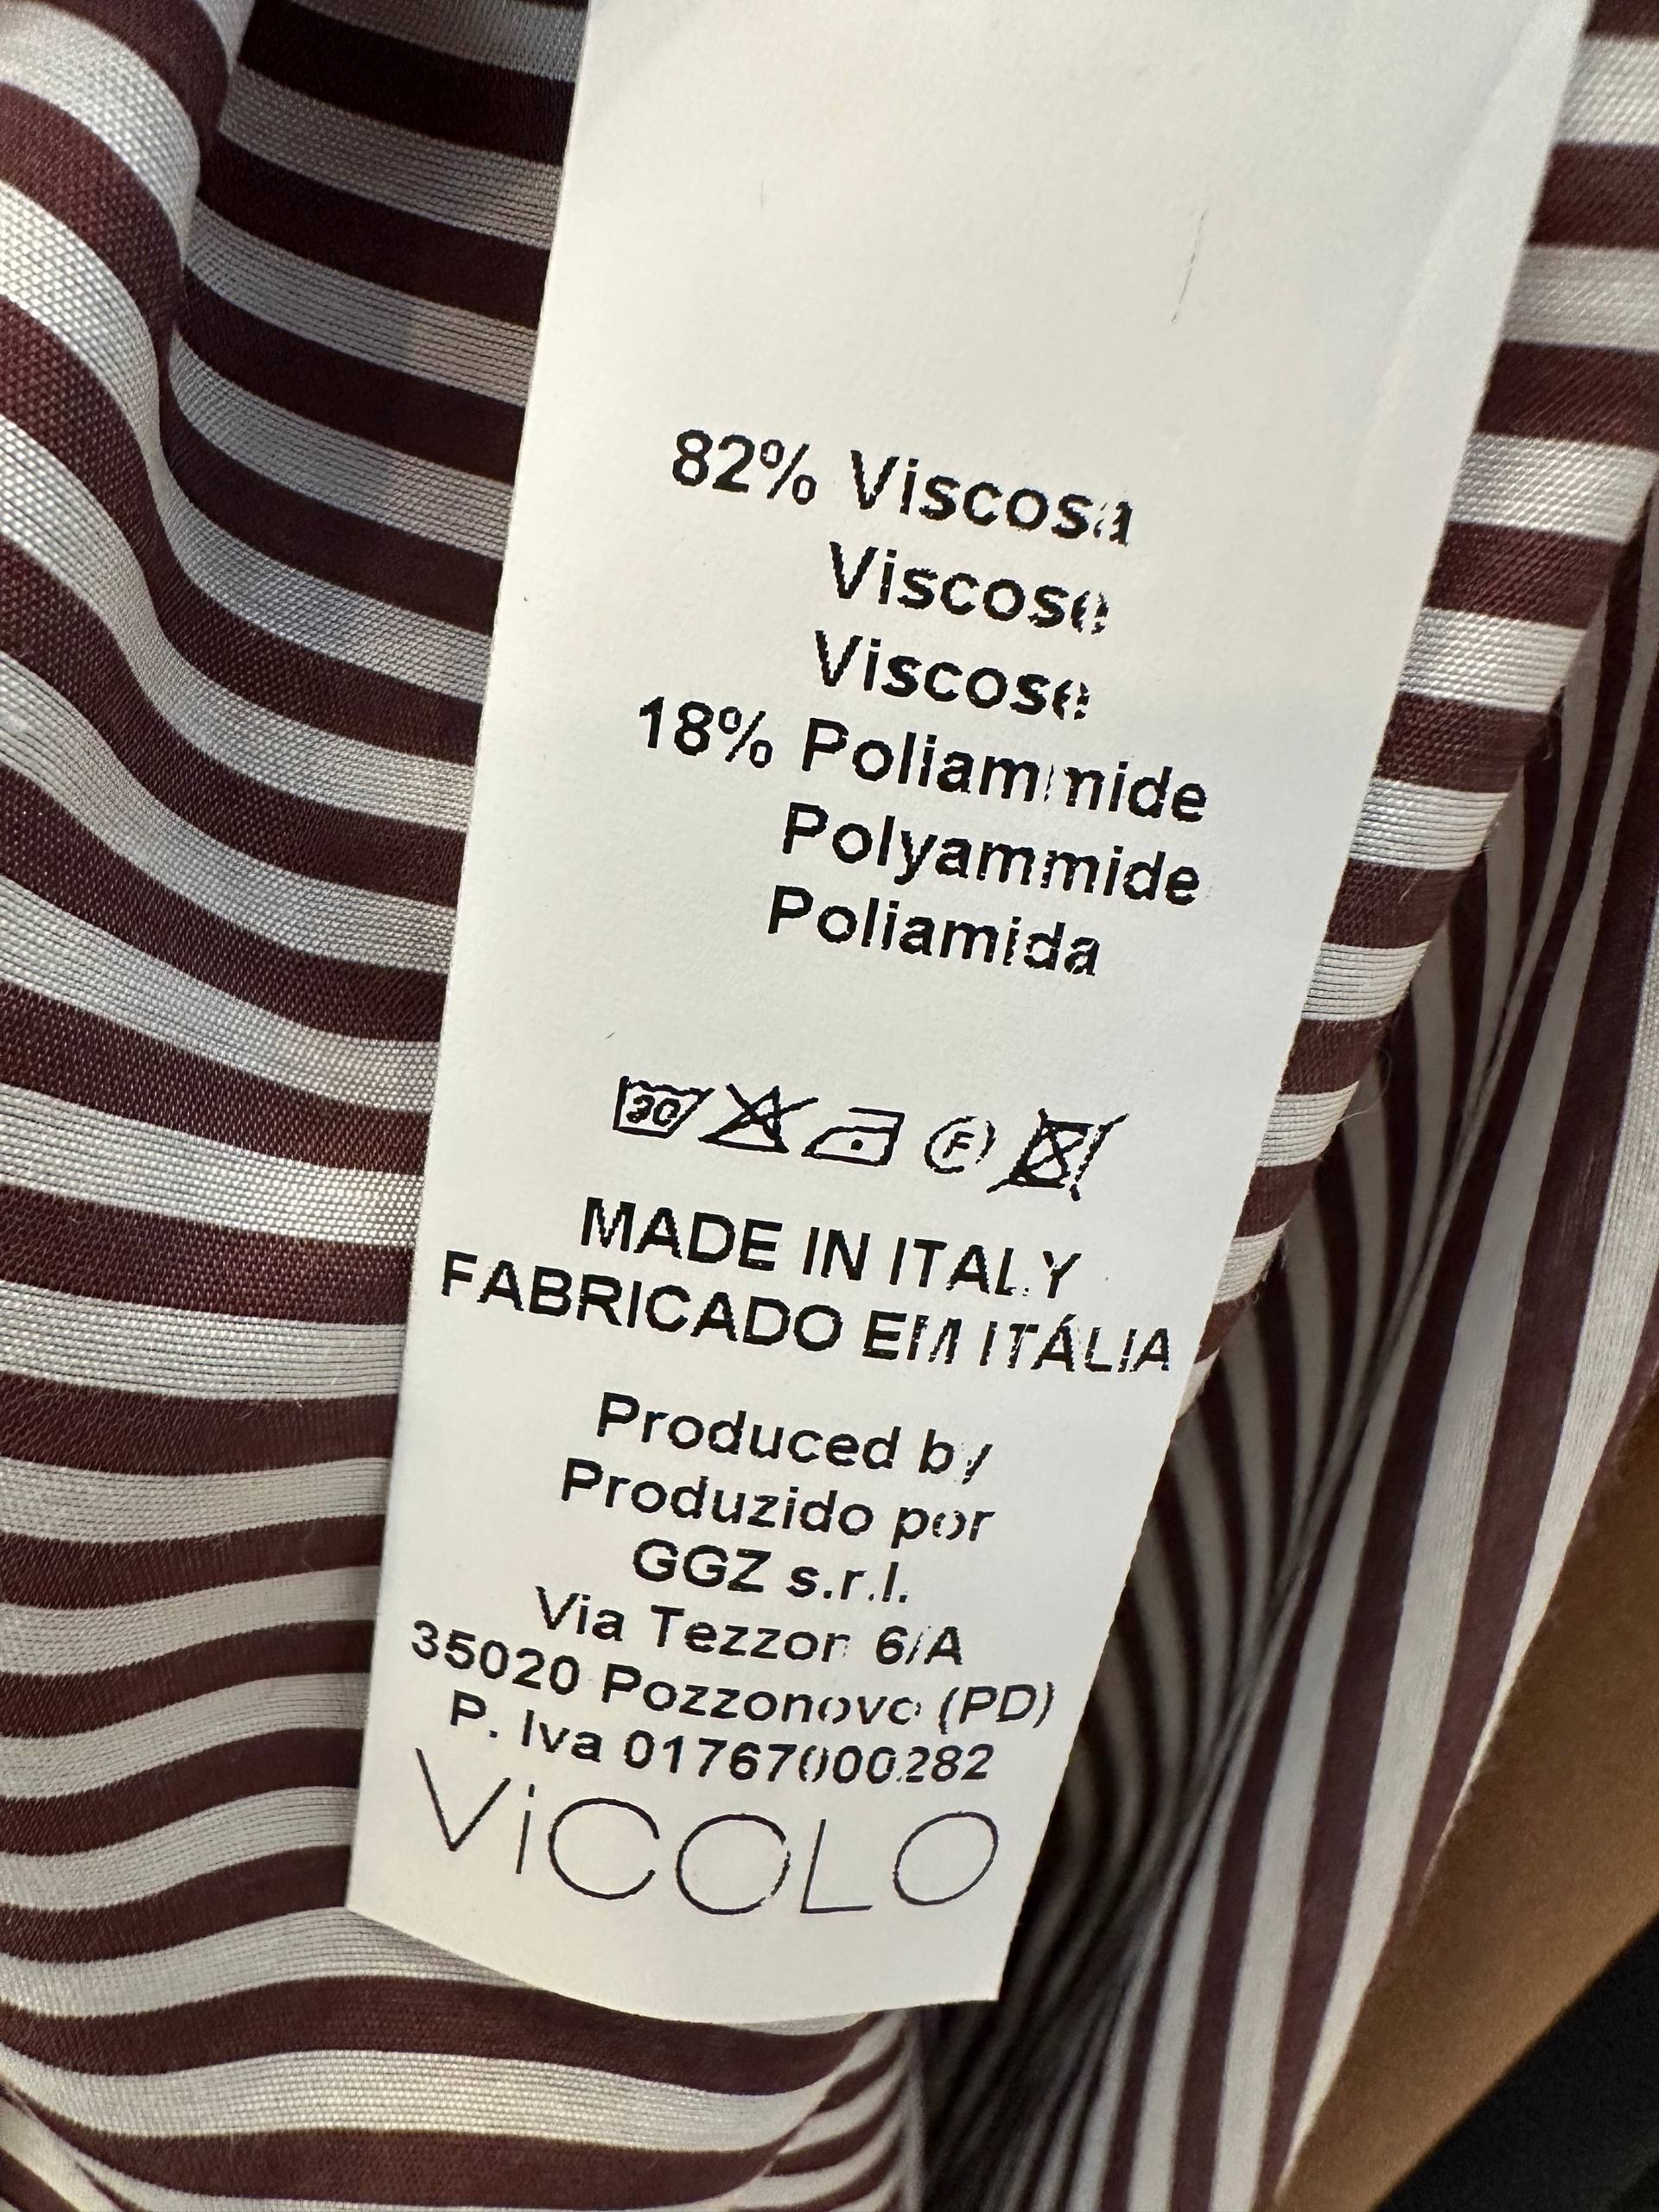 82% Viscosa
Viscose
Viscose
18% Poliammide
Polyammide
Poliamida
30 F
MADE IN ITALY
FABRICADO EM ITÁLIA
Produced by
Produzido por
GGZ s.r.l.
Via Tezzon 6/A
35020 Pozzonovo (PD)
P. Iva 01767000282
ViCOLO